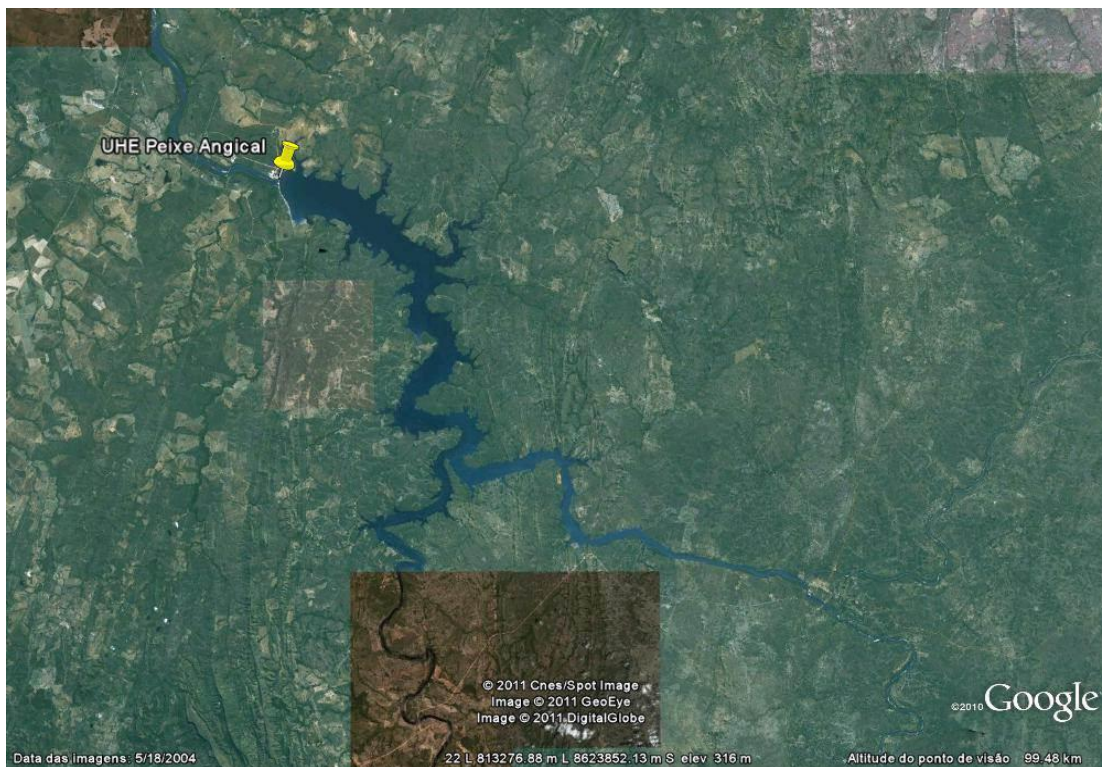 UHE Peixe Angical
© 2011 Cnes/Spot Image
Image © 2011 GeoEye
Image © 2011 DigitalGlobe
©2010 Google
Data das imagens: 5/18/2004
22 L 813276.88 m L 8623852.13 m S elev 316 m
Altitude do ponto de visão 99.48 km